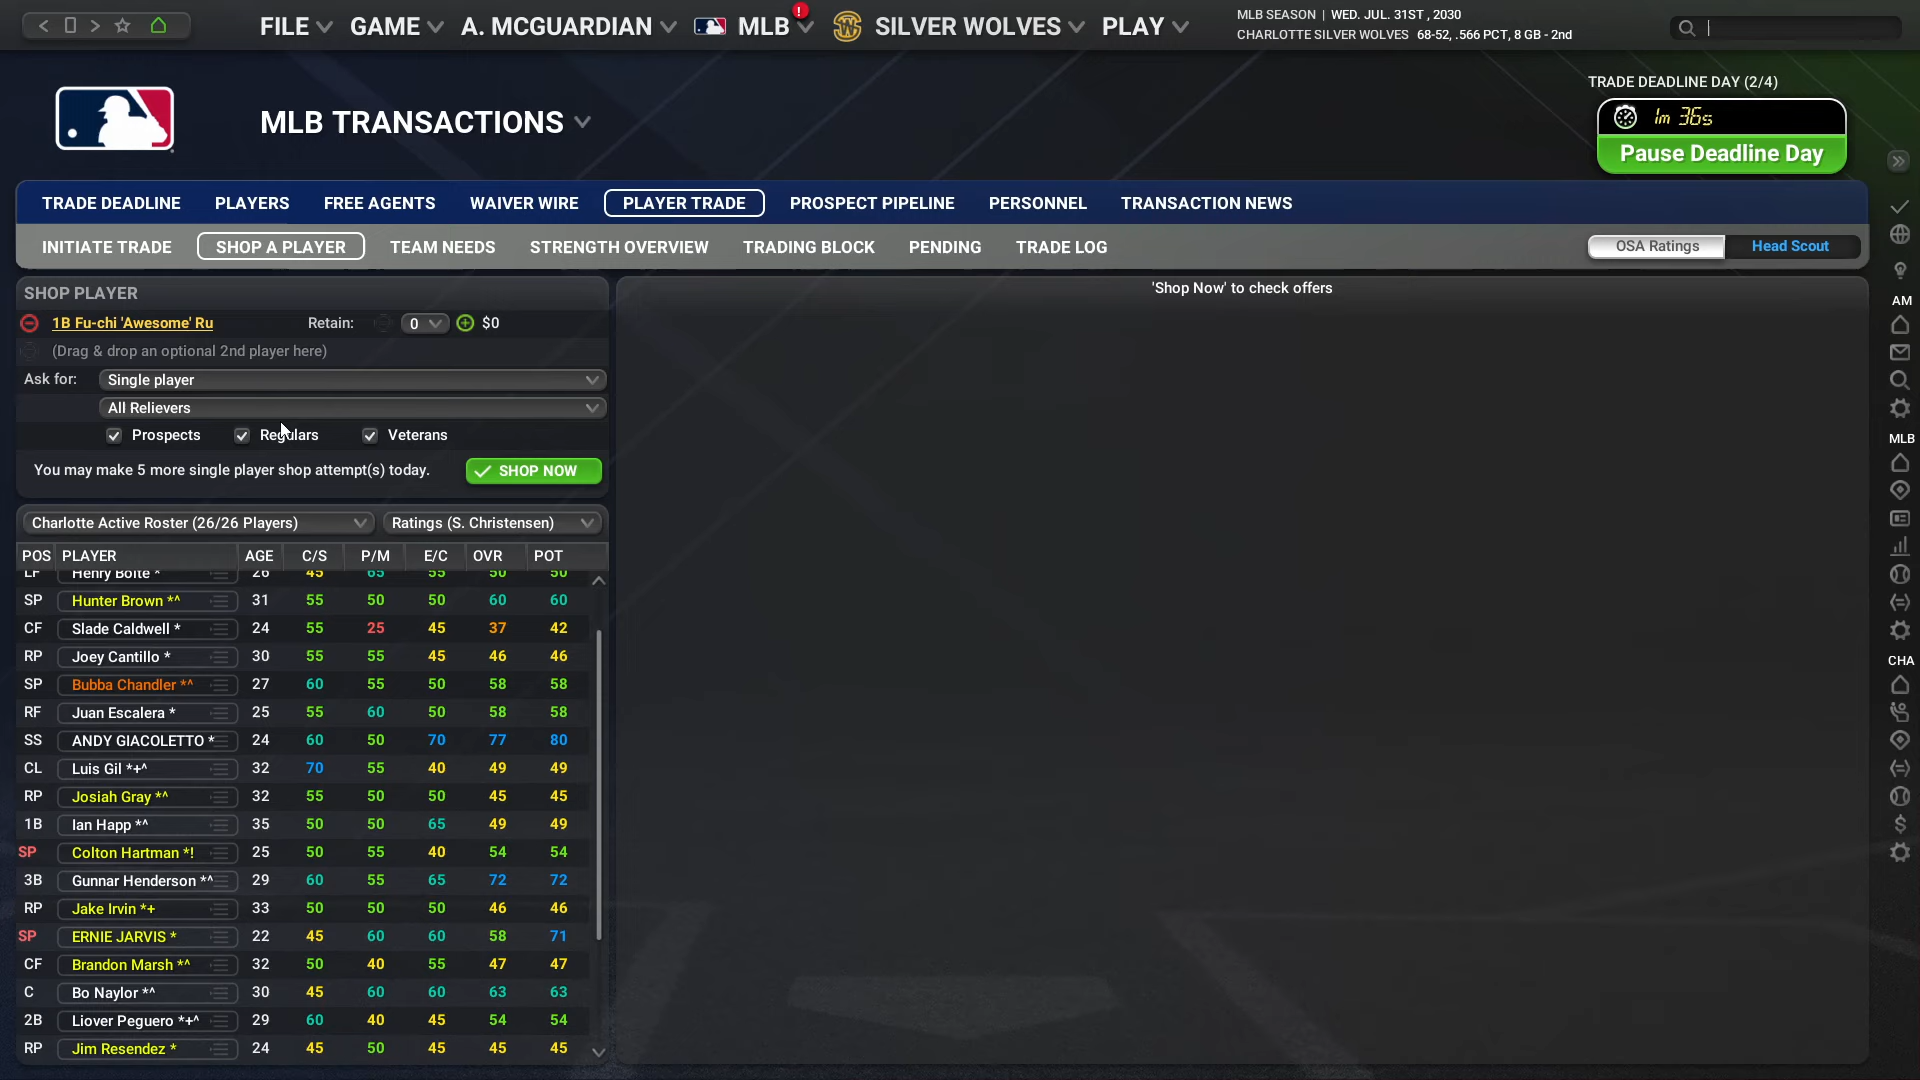 FILE GAME A. MCGUARDIAN MLB ! SILVER WOLVES PLAY
MLB SEASON | WED. JUL. 31ST , 2030
CHARLOTTE SILVER WOLVES 68-52, .566 PCT, 8 GB - 2nd
MLB TRANSACTIONS
TRADE DEADLINE DAY (2/4)
1m 36s
Pause Deadline Day
TRADE DEADLINE PLAYERS FREE AGENTS WAIVER WIRE PLAYER TRADE PROSPECT PIPELINE PERSONNEL TRANSACTION NEWS
INITIATE TRADE SHOP A PLAYER TEAM NEEDS STRENGTH OVERVIEW TRADING BLOCK PENDING TRADE LOG OSA Ratings Head Scout
SHOP PLAYER
1B Fu-chi 'Awesome' Ru Retain: 0 $0
(Drag & drop an optional 2nd player here)
Ask for: Single player
All Relievers
Prospects Regulars Veterans
You may make 5 more single player shop attempt(s) today. SHOP NOW
'Shop Now' to check offers
Charlotte Active Roster (26/26 Players) Ratings (S. Christensen)
POS PLAYER AGE C/S P/M E/C OVR POT
LF Henry Bolte * 26 45 65 55 50 50
SP Hunter Brown *^ 31 55 50 50 60 60
CF Slade Caldwell * 24 55 25 45 37 42
RP Joey Cantillo * 30 55 55 45 46 46
SP Bubba Chandler *^ 27 60 55 50 58 58
RF Juan Escalera * 25 55 60 50 58 58
SS ANDY GIACOLETTO * 24 60 50 70 77 80
CL Luis Gil *+^ 32 70 55 40 49 49
RP Josiah Gray *^ 32 55 50 50 45 45
1B Ian Happ *^ 35 50 50 65 49 49
SP Colton Hartman *! 25 50 55 40 54 54
3B Gunnar Henderson *^ 29 60 55 65 72 72
RP Jake Irvin *+ 33 50 50 50 46 46
SP ERNIE JARVIS * 22 45 60 60 58 71
CF Brandon Marsh *^ 32 50 40 55 47 47
C Bo Naylor *^ 30 45 60 60 63 63
2B Liover Peguero *+^ 29 60 40 45 54 54
RP Jim Resendez * 24 45 50 45 45 45
AM
MLB
CHA